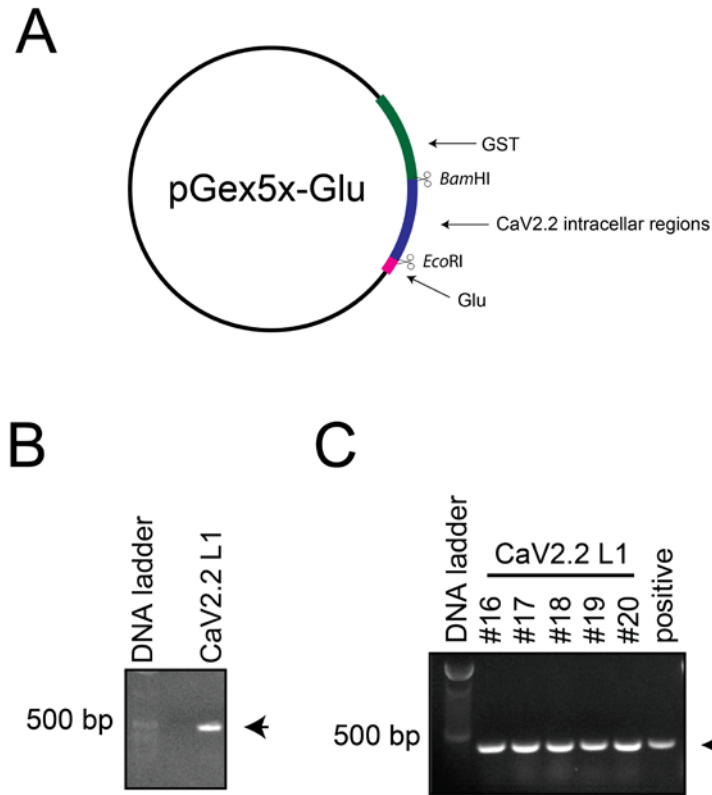 A
GST
BamHI
pGex5x-Glu
CaV2.2 intracellar regions
EcoRI
Glu
B
DNA ladder
CaV2.2 L1
500 bp
C
DNA ladder
CaV2.2 L1
#16
#17
#18
#19
#20
positive
500 bp